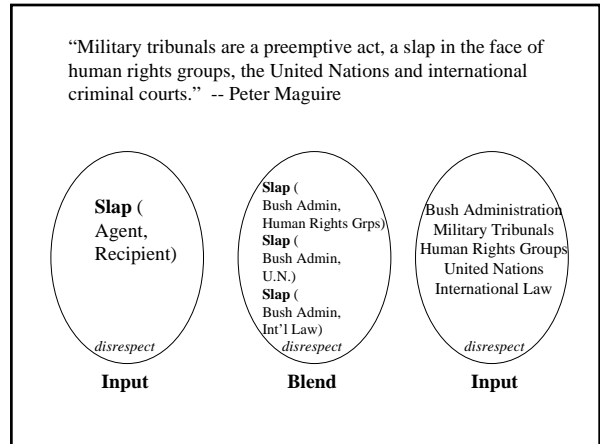 “Military tribunals are a preemptive act, a slap in the face of
human rights groups, the United Nations and international
criminal courts.” -- Peter Maguire
Slap (
Agent,
Recipient)
disrespect
Input
Slap (
Bush Admin,
Human Rights Grps)
Slap (
Bush Admin,
U.N.)
Slap (
Bush Admin,
Int’l Law)
disrespect
Blend
Bush Administration
Military Tribunals
Human Rights Groups
United Nations
International Law
disrespect
Input